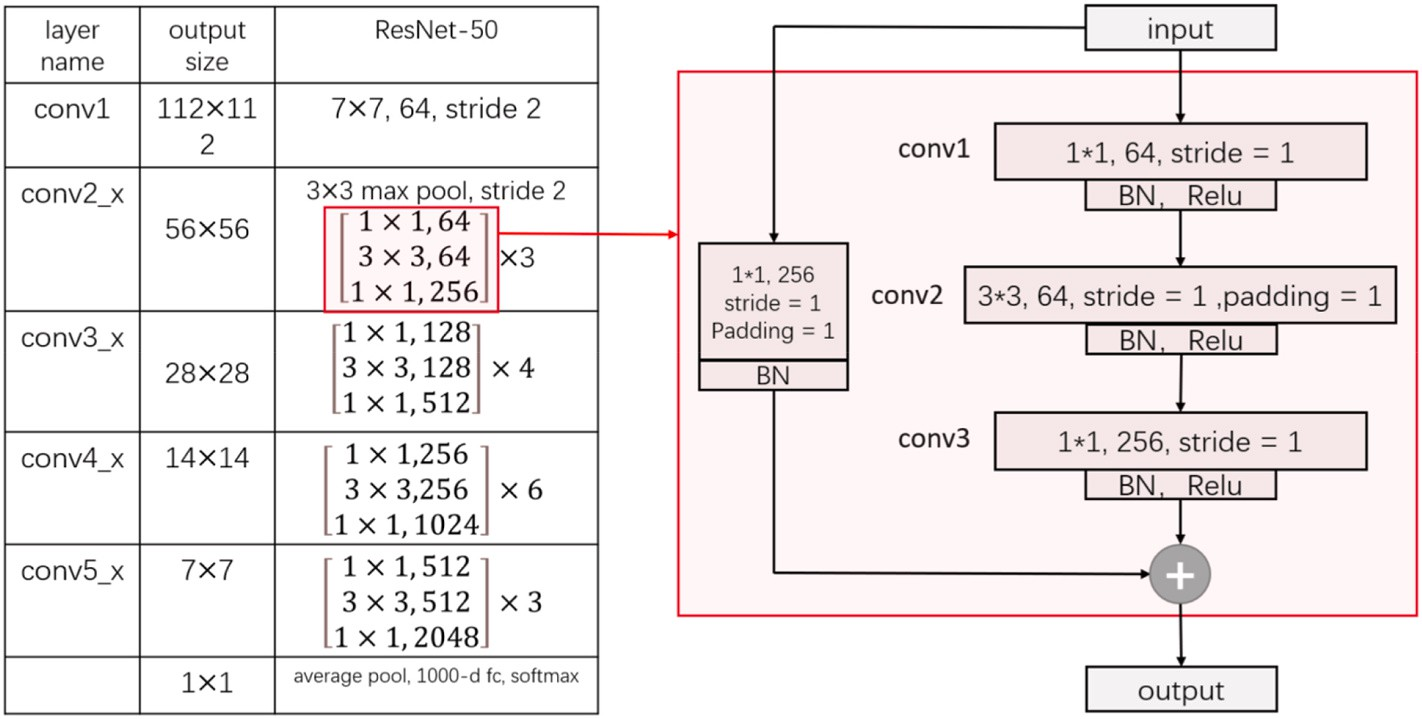 layer name
output size
ResNet-50
conv1
112×11
2
7×7, 64, stride 2
conv2_x
56×56
3×3 max pool, stride 2
1 × 1, 64
3 × 3, 64
1 × 1, 256
×3
conv3_x
28×28
1 × 1, 128
3 × 3, 128
1 × 1, 512
× 4
conv4_x
14×14
1 × 1,256
3 × 3,256
1 × 1, 1024
× 6
conv5_x
7×7
1 × 1, 512
3 × 3, 512
1 × 1, 2048
× 3
1×1
average pool, 1000-d fc, softmax
input
conv1
1*1, 64, stride = 1
BN, Relu
1*1, 256
stride = 1
Padding = 1
BN
conv2
3*3, 64, stride = 1 ,padding = 1
BN, Relu
conv3
1*1, 256, stride = 1
BN, Relu
+
output